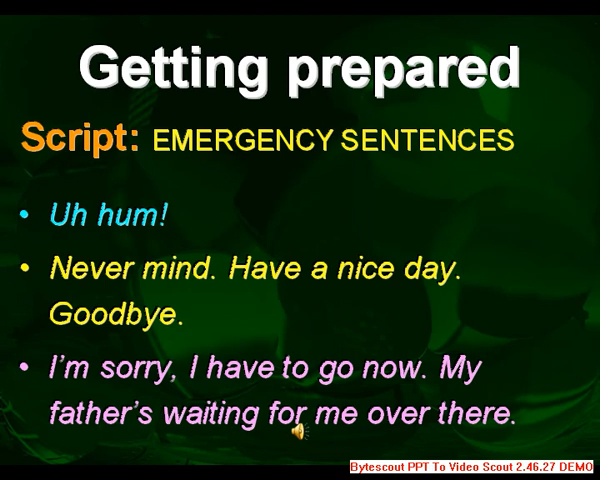 Getting prepared
Script: EMERGENCY SENTENCES
• Uh hum!
• Never mind. Have a nice day.
Goodbye.
• I'm sorry, I have to go now. My
father's waiting for me over there.
Bytescout PPT To Video Scout 2.46.27 DEMO